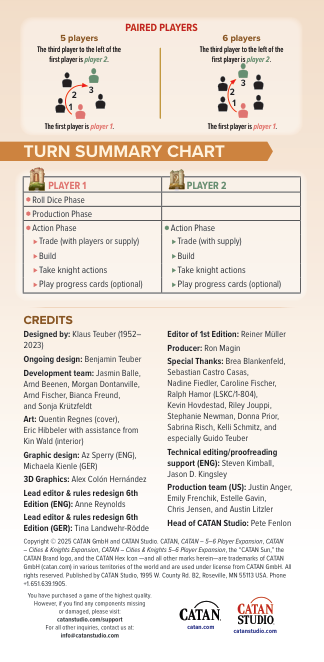 PAIRED PLAYERS
5 players
The third player to the left of the
first player is player 2.
2
3
1
The first player is player 1.
6 players
The third player to the left of the
first player is player 2.
3
2
1
The first player is player 1.
TURN SUMMARY CHART
PLAYER 1
PLAYER 2
Roll Dice Phase
Production Phase
Action Phase
Trade (with players or supply)
Build
Take knight actions
Play progress cards (optional)
Action Phase
Trade (with supply)
Build
Take knight actions
Play progress cards (optional)
CREDITS
Designed by: Klaus Teuber (1952–
2023)
Ongoing design: Benjamin Teuber
Development team: Jasmin Balle,
Arnd Beenen, Morgan Dontanville,
Arnd Fischer, Bianca Freund,
and Sonja Krützfeldt
Art: Quentin Regnes (cover),
Eric Hibbeler with assistance from
Kin Wald (interior)
Graphic design: Az Sperry (ENG),
Michaela Kienle (GER)
3D Graphics: Alex Colón Hernández
Lead editor & rules redesign 6th
Edition (ENG): Anne Reynolds
Lead editor & rules redesign 6th
Edition (GER): Tina Landwehr-Rödde
Editor of 1st Edition: Reiner Müller
Producer: Ron Magin
Special Thanks: Brea Blankenfeld,
Sebastian Castro Casas,
Nadine Fiedler, Caroline Fischer,
Ralph Hamor (LSKC/1-804),
Kevin Hovdestad, Riley Jouppi,
Stephanie Newman, Donna Prior,
Sabrina Risch, Kelli Schmitz, and
especially Guido Teuber
Technical editing/proofreading
support (ENG): Steven Kimball,
Jason D. Kingsley
Production team (US): Justin Anger,
Emily Frenchik, Estelle Gavin,
Chris Jensen, and Austin Litzler
Head of CATAN Studio: Pete Fenlon
Copyright © 2025 CATAN GmbH and CATAN Studio. CATAN, CATAN – 5–6 Player Expansion, CATAN
– Cities & Knights Expansion, CATAN – Cities & Knights 5–6 Player Expansion, the "CATAN Sun," the
CATAN Brand logo, and the CATAN Hex Icon —and all other marks herein—are trademarks of CATAN
GmbH (catan.com) in various territories of the world and are used under license from CATAN GmbH. All
rights reserved. Published by CATAN Studio, 1995 W. County Rd. B2, Roseville, MN 55113 USA. Phone
+1.651.639.1905.
You have purchased a game of the highest quality.
However, if you find any components missing
or damaged, please visit:
catanstudio.com/support
For all other inquiries, contact us at:
info@catanstudio.com
CATAN
catan.com
CATAN
STUDIO
catanstudio.com